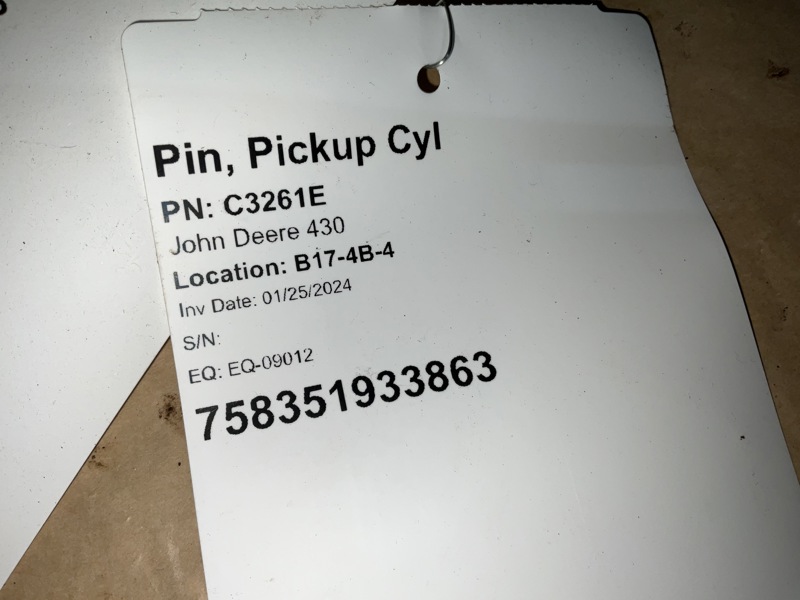 Pin, Pickup Cyl
PN: C3261E
John Deere 430
Location: B17-4B-4
Inv Date: 01/25/2024
S/N:
EQ: EQ-09012
758351933863